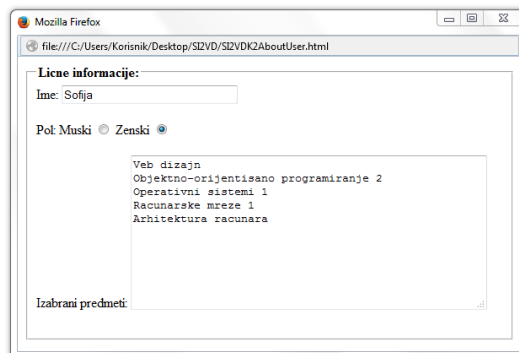 Mozilla Firefox
file:///C:/Users/Korisnik/Desktop/SI2VD/SI2VDK2AboutUser.html
Licne informacije:
Ime: Sofija
Pol: Muski Zenski
Veb dizajn
Objektno-orijentisano programiranje 2
Operativni sistemi 1
Racunarske mreze 1
Arhitektura racunara
Izabrani predmeti: